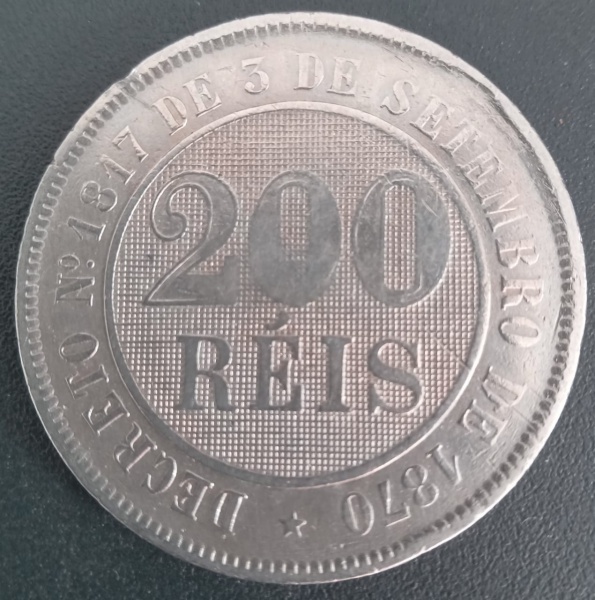 DECRETO Nº 1817 DE 3 DE SETEMBRO DE 1870
200
RÉIS